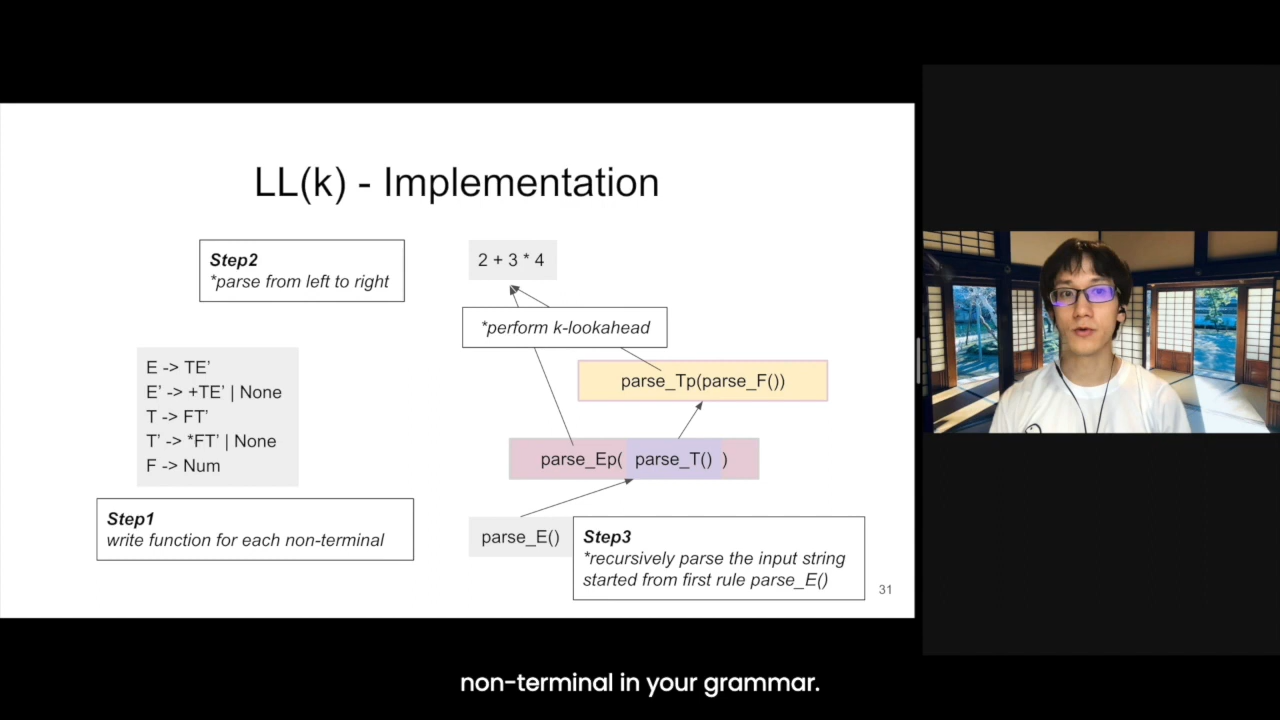 LL(k) - Implementation
Step2
*parse from left to right
2 + 3 * 4
*perform k-lookahead
E -> TE’
E’ -> +TE’ | None
T -> FT’
T’ -> *FT’ | None
F -> Num
parse_Tp(parse_F())
parse_Ep( parse_T() )
Step1
write function for each non-terminal
parse_E()
Step3
*recursively parse the input string
started from first rule parse_E()
31
non-terminal in your grammar.